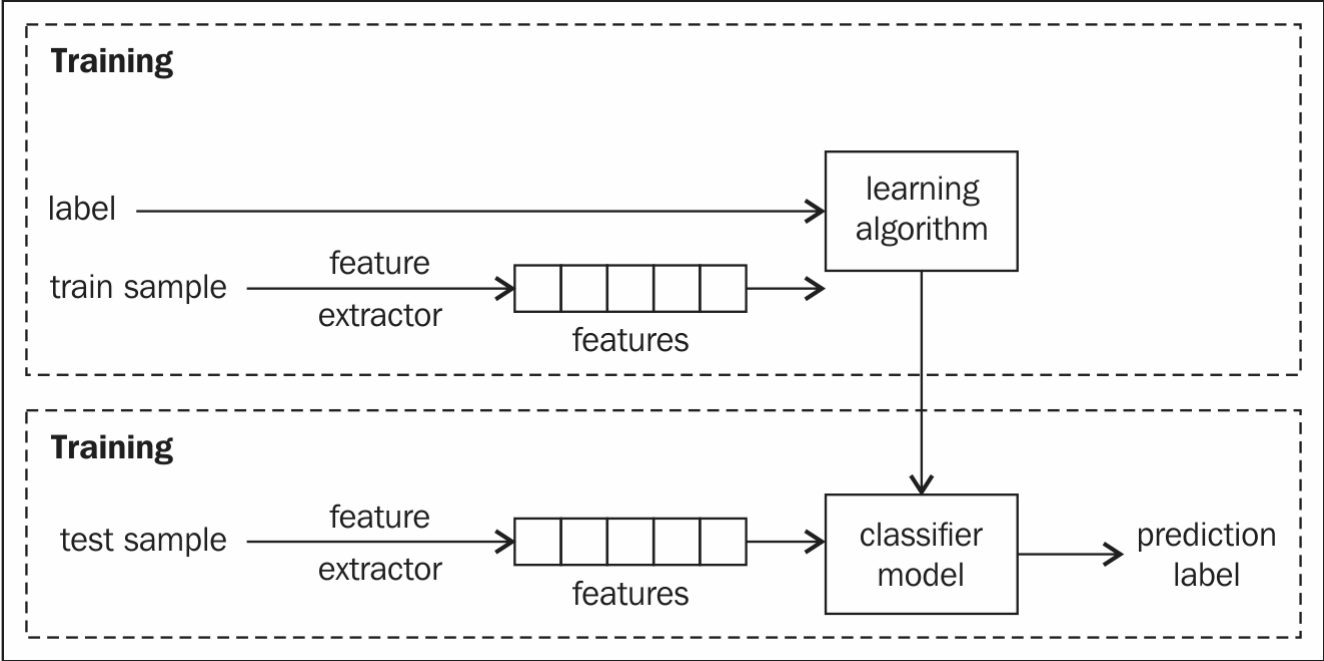 Training
label
learning
algorithm
train sample
feature
extractor
features
Training
test sample
feature
extractor
features
classifier
model
prediction
label